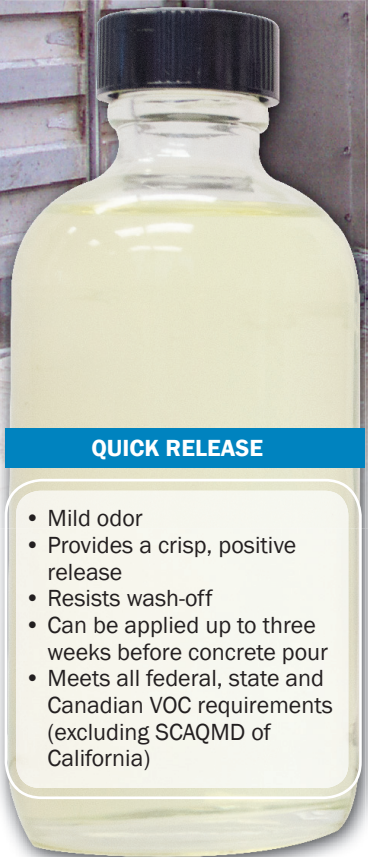 QUICK RELEASE
• Mild odor
• Provides a crisp, positive
release
• Resists wash-off
• Can be applied up to three
weeks before concrete pour
• Meets all federal, state and
Canadian VOC requirements
(excluding SCAQMD of
California)